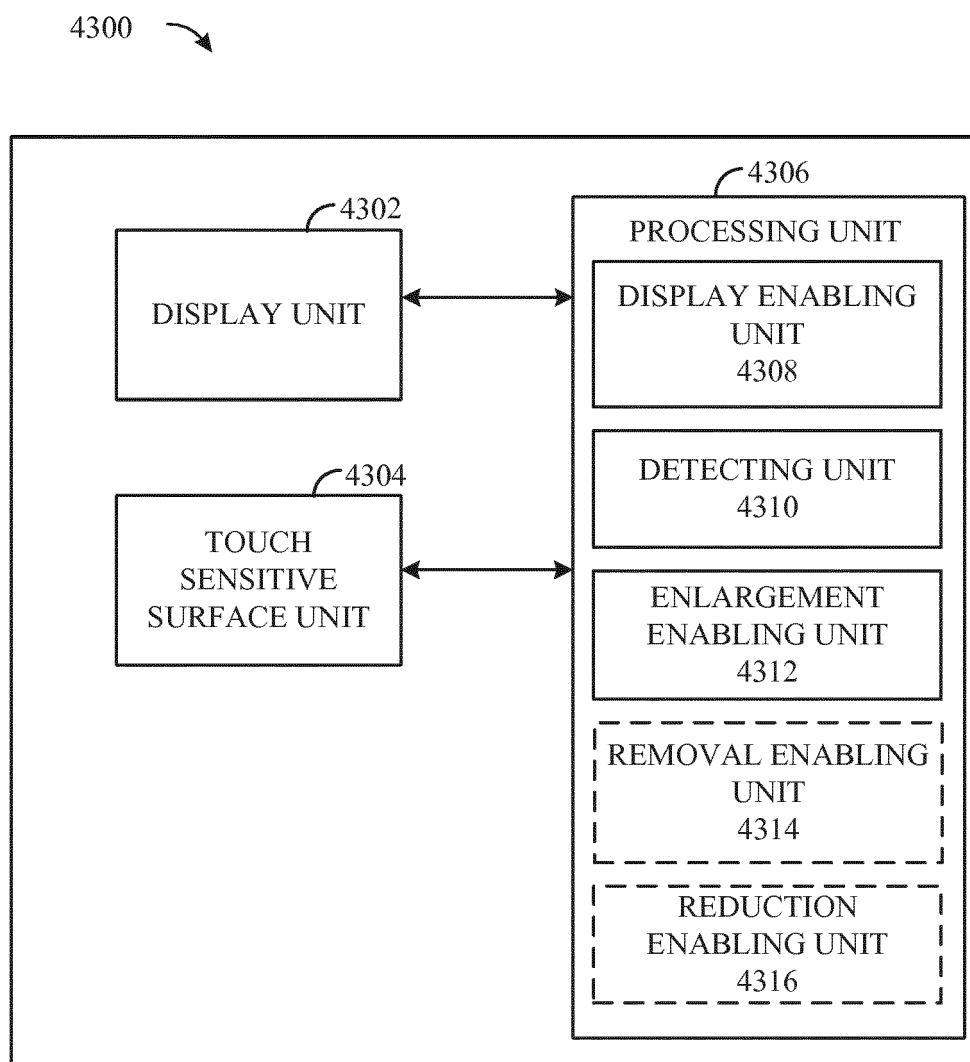 4300
4302
DISPLAY UNIT
4304
TOUCH
SENSITIVE
SURFACE UNIT
4306
PROCESSING UNIT
DISPLAY ENABLING
UNIT
4308
DETECTING UNIT
4310
ENLARGEMENT
ENABLING UNIT
4312
REMOVAL ENABLING
UNIT
4314
REDUCTION
ENABLING UNIT
4316